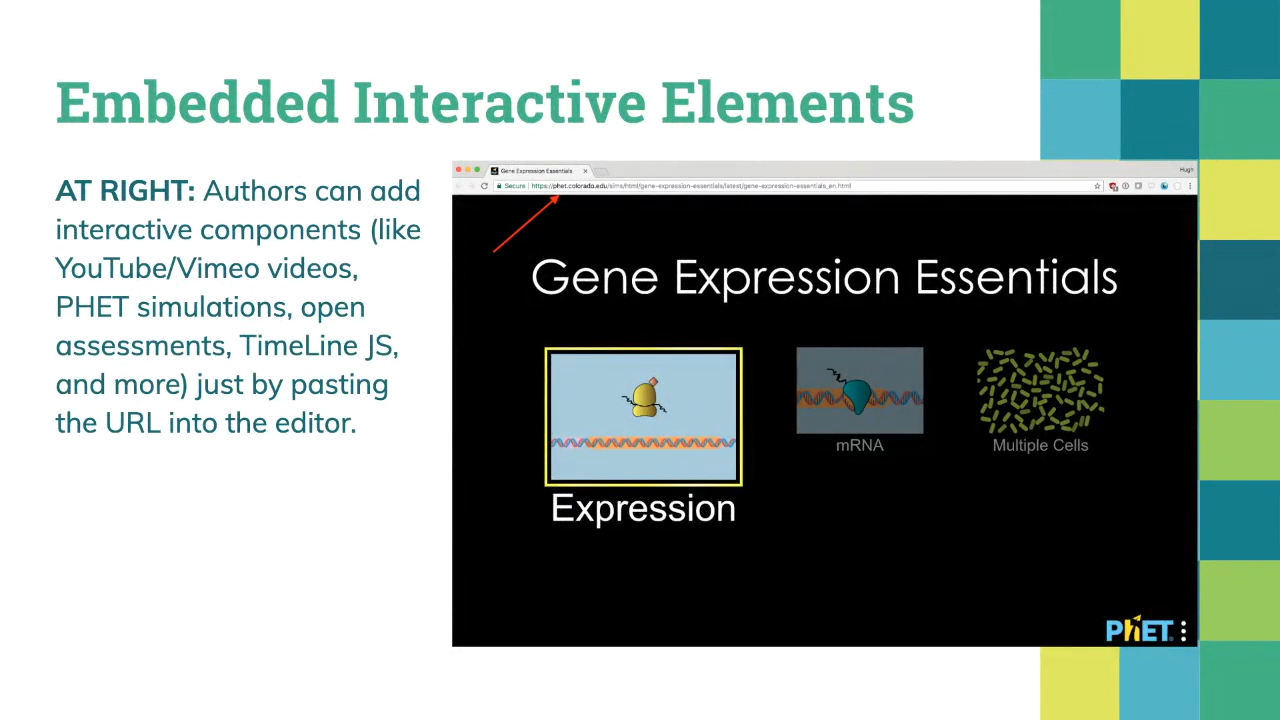 Embedded Interactive Elements
AT RIGHT: Authors can add
interactive components (like
YouTube/Vimeo videos,
PHET simulations, open
assessments, TimeLine JS,
and more) just by pasting
the URL into the editor.
Gene Expression Essentials
Hugh
Secure https://phet.colorado.edu/sims/html/gene-expression-essentials/latest/gene-expression-essentials_en.html
Gene Expression Essentials
Expression
mRNA
Multiple Cells
PhET